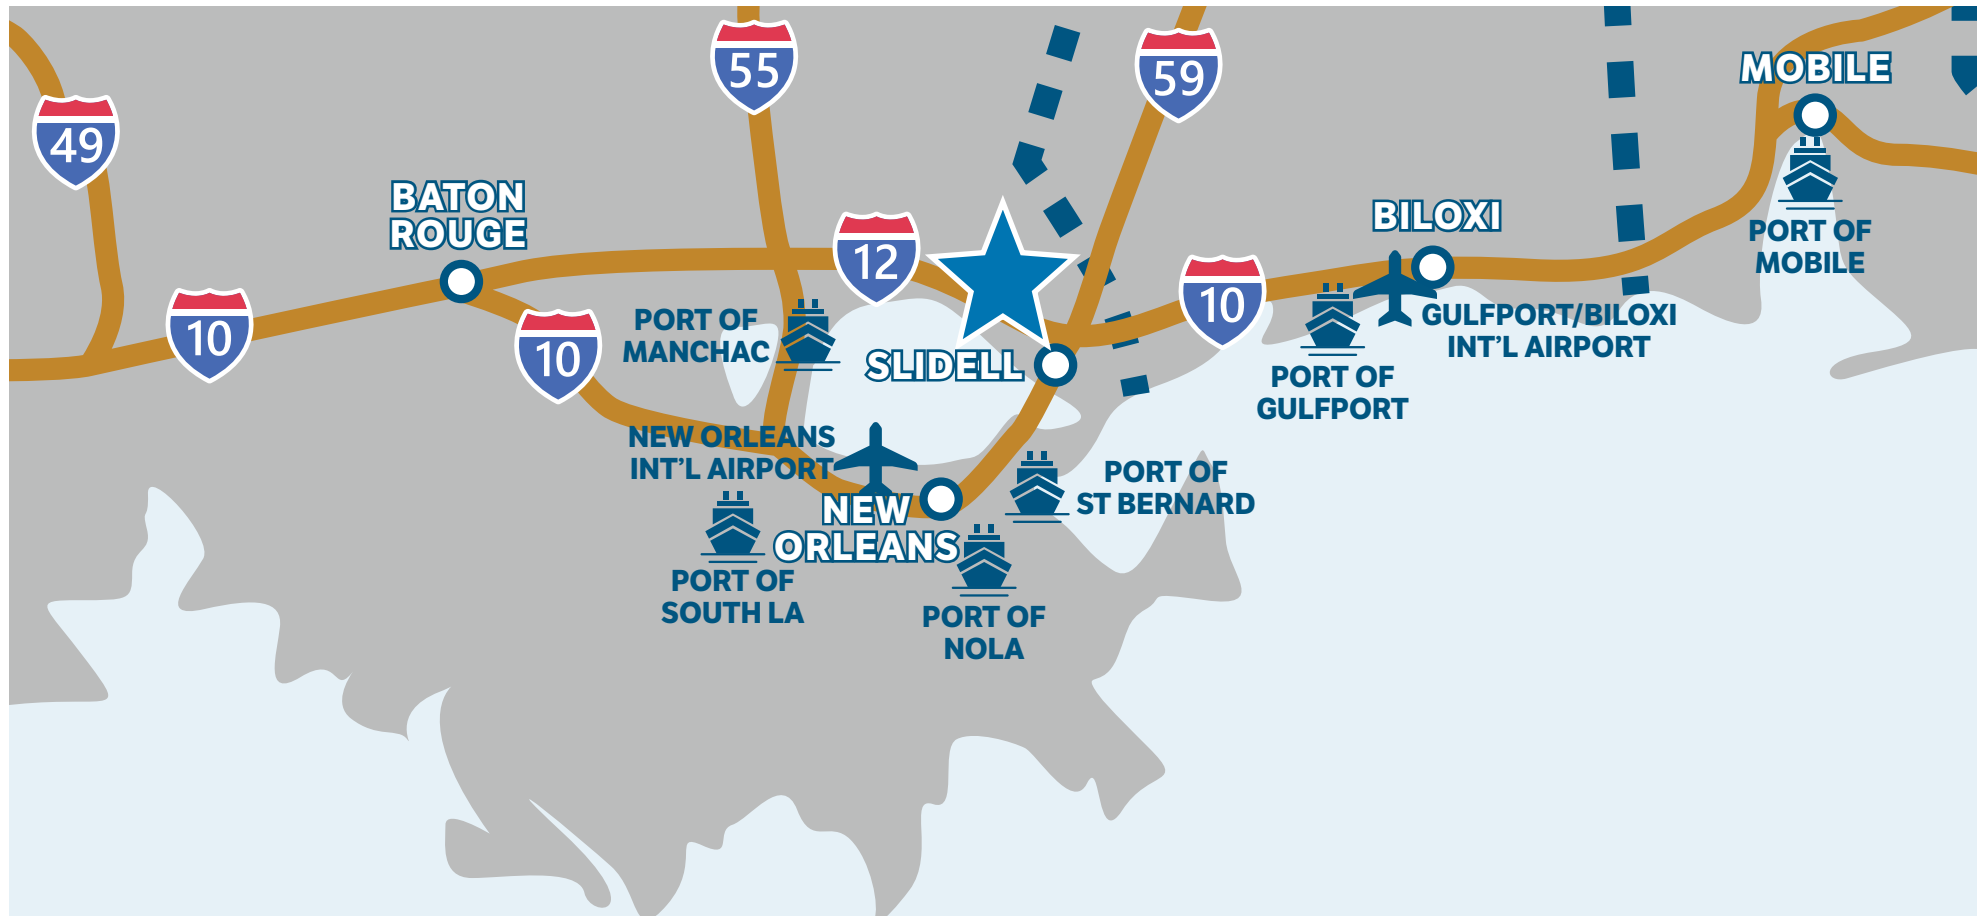 55
59
MOBILE
49
BATON
ROUGE
12
BILOXI
PORT OF
MOBILE
10
10
10
PORT OF
MANCHAC
SLIDELL
GULFPORT/BILOXI
INT'L AIRPORT
PORT OF
GULFPORT
NEW ORLEANS
INT'L AIRPORT
PORT OF
ST BERNARD
NEW
ORLEANS
PORT OF
SOUTH LA
PORT OF
NOLA